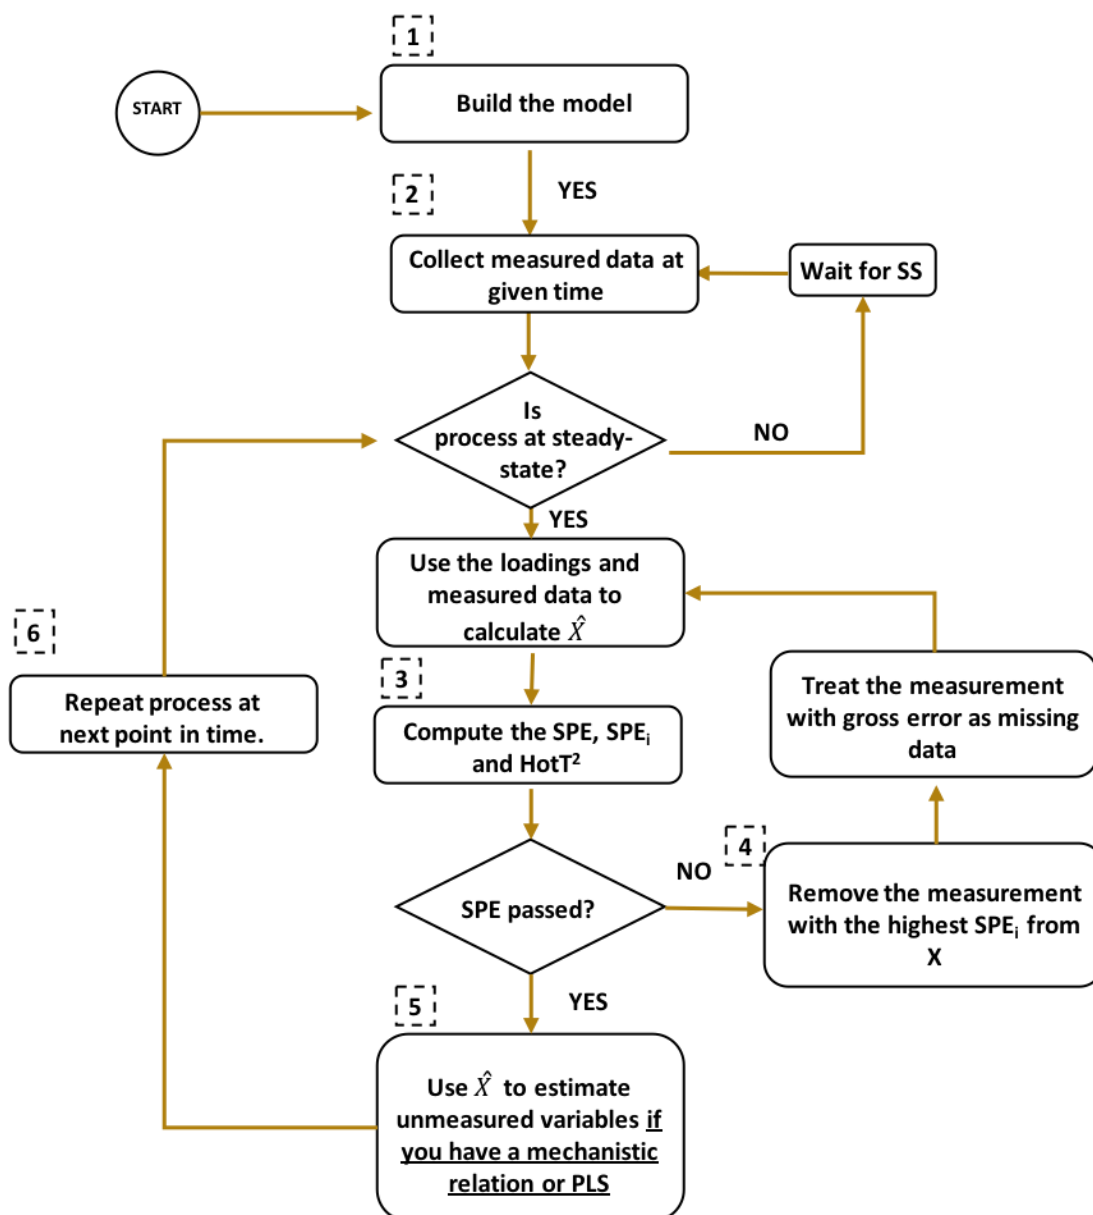 1
START
Build the model
YES
2
Collect measured data at
given time
Wait for SS
Is
process at steady-
state?
NO
YES
Use the loadings and
measured data to
calculate X̂
6
Repeat process at
next point in time.
3
Compute the SPE, SPEᵢ
and HotT²
Treat the measurement
with gross error as missing
data
SPE passed?
NO
4
Remove the measurement
with the highest SPEᵢ from
X
YES
5
Use X̂ to estimate
unmeasured variables if
you have a mechanistic
relation or PLS